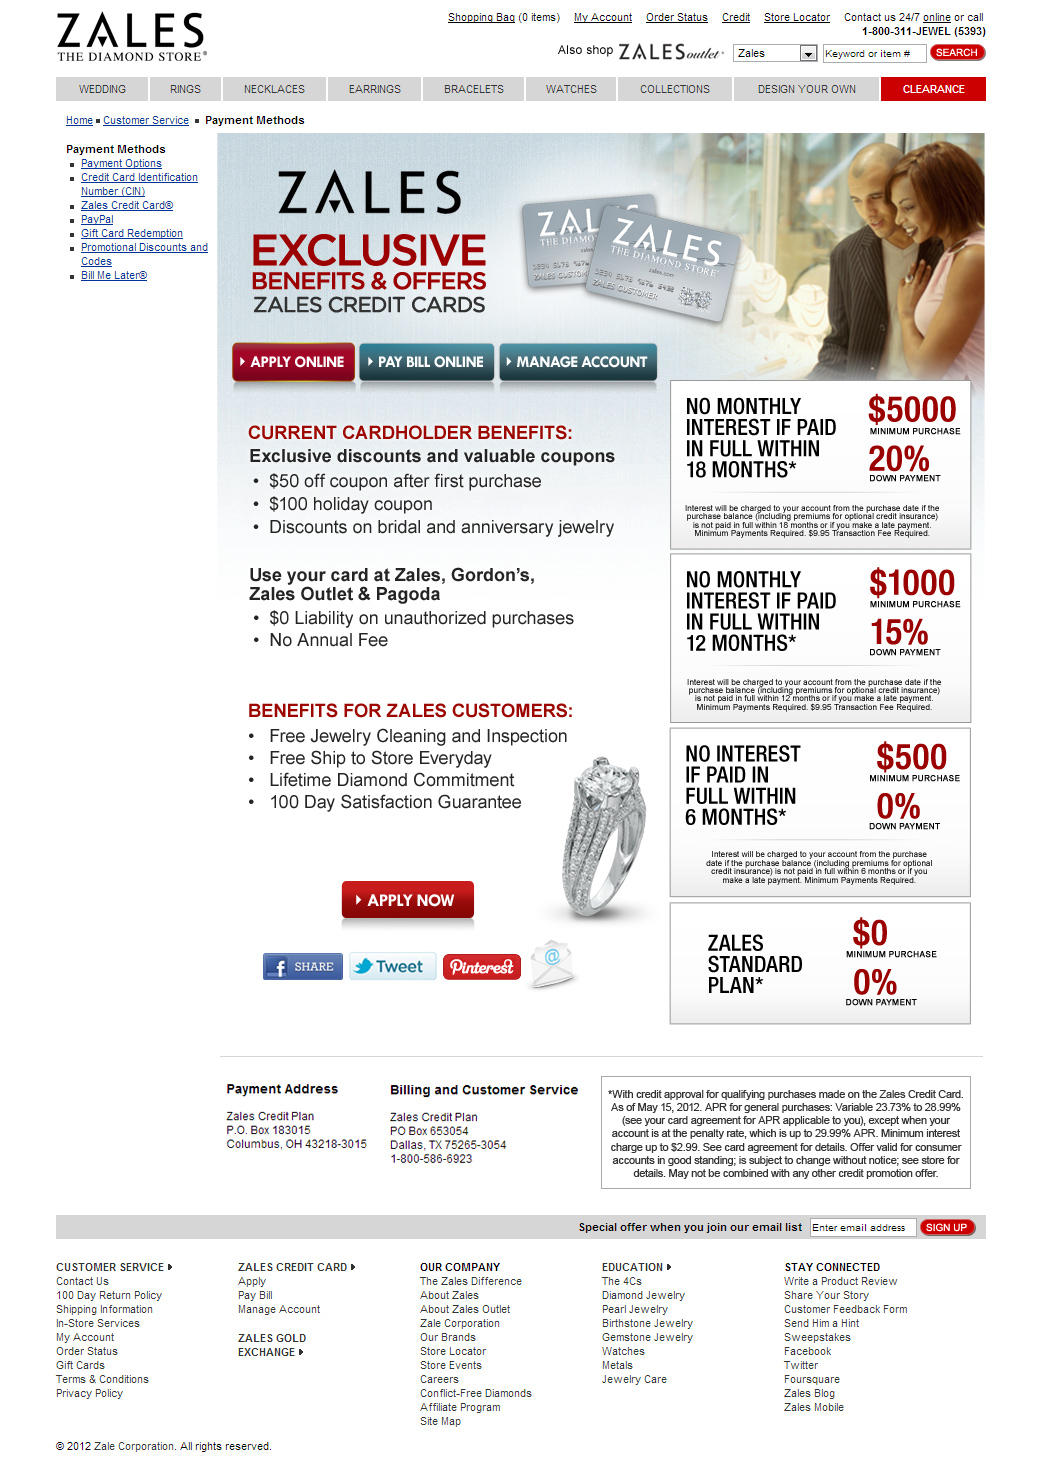 ZALES
THE DIAMOND STORE®
Shopping Bag (0 items) My Account Order Status Credit Store Locator Contact us 24/7 online or call
1-800-311-JEWEL (5393)
Also shop ZALES outlet Zales Keyword or item # SEARCH
WEDDING RINGS NECKLACES EARRINGS BRACELETS WATCHES COLLECTIONS DESIGN YOUR OWN CLEARANCE
Home Customer Service Payment Methods
Payment Methods
Payment Options
Credit Card Identification
Number (CIN)
Zales Credit Card®
PayPal
Gift Card Redemption
Promotional Discounts and
Codes
Bill Me Later®
ZALES
EXCLUSIVE
BENEFITS & OFFERS
ZALES CREDIT CARDS
ZALES
THE DIAMOND STORE
zales.com
ZALES CUSTOMER
APPLY ONLINE PAY BILL ONLINE MANAGE ACCOUNT
CURRENT CARDHOLDER BENEFITS:
Exclusive discounts and valuable coupons
• $50 off coupon after first purchase
• $100 holiday coupon
• Discounts on bridal and anniversary jewelry
Use your card at Zales, Gordon's,
Zales Outlet & Pagoda
• $0 Liability on unauthorized purchases
• No Annual Fee
BENEFITS FOR ZALES CUSTOMERS:
• Free Jewelry Cleaning and Inspection
• Free Ship to Store Everyday
• Lifetime Diamond Commitment
• 100 Day Satisfaction Guarantee
APPLY NOW
SHARE Tweet Pinterest
NO MONTHLY
INTEREST IF PAID
IN FULL WITHIN
18 MONTHS*
$5000
MINIMUM PURCHASE
20%
DOWN PAYMENT
Interest will be charged to your account from the purchase date if the
purchase balance (including premiums for optional credit insurance)
is not paid in full within 18 months or if you make a late payment.
Minimum Payments Required. $9.95 Transaction Fee Required.
NO MONTHLY
INTEREST IF PAID
IN FULL WITHIN
12 MONTHS*
$1000
MINIMUM PURCHASE
15%
DOWN PAYMENT
Interest will be charged to your account from the purchase date if the
purchase balance (including premiums for optional credit insurance)
is not paid in full within 12 months or if you make a late payment.
Minimum Payments Required. $9.95 Transaction Fee Required.
NO INTEREST
IF PAID IN
FULL WITHIN
6 MONTHS*
$500
MINIMUM PURCHASE
0%
DOWN PAYMENT
Interest will be charged to your account from the purchase
date if the purchase balance (including premiums for optional
credit insurance) is not paid in full within 6 months or if you
make a late payment. Minimum Payments Required.
ZALES
STANDARD
PLAN*
$0
MINIMUM PURCHASE
0%
DOWN PAYMENT
Payment Address
Zales Credit Plan
P.O. Box 183015
Columbus, OH 43218-3015
Billing and Customer Service
Zales Credit Plan
PO Box 653054
Dallas, TX 75265-3054
1-800-586-6923
*With credit approval for qualifying purchases made on the Zales Credit Card.
As of May 15, 2012. APR for general purchases: Variable 23.73% to 28.99%
(see your card agreement for APR applicable to you), except when your
account is at the penalty rate, which is up to 29.99% APR. Minimum interest
charge up to $2.99. See card agreement for details. Offer valid for consumer
accounts in good standing; is subject to change without notice; see store for
details. May not be combined with any other credit promotion offer.
Special offer when you join our email list Enter email address SIGN UP
CUSTOMER SERVICE
Contact Us
100 Day Return Policy
Shipping Information
In-Store Services
My Account
Order Status
Gift Cards
Terms & Conditions
Privacy Policy
ZALES CREDIT CARD
Apply
Pay Bill
Manage Account
ZALES GOLD
EXCHANGE
OUR COMPANY
The Zales Difference
About Zales
About Zales Outlet
Zale Corporation
Our Brands
Store Locator
Store Events
Careers
Conflict-Free Diamonds
Affiliate Program
Site Map
EDUCATION
The 4Cs
Diamond Jewelry
Pearl Jewelry
Birthstone Jewelry
Gemstone Jewelry
Watches
Metals
Jewelry Care
STAY CONNECTED
Write a Product Review
Share Your Story
Customer Feedback Form
Send Him a Hint
Sweepstakes
Facebook
Twitter
Foursquare
Zales Blog
Zales Mobile
© 2012 Zale Corporation. All rights reserved.